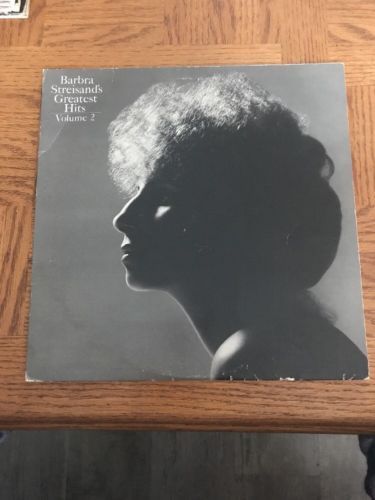 Barbra
Streisand's
Greatest
Hits
Volume 2